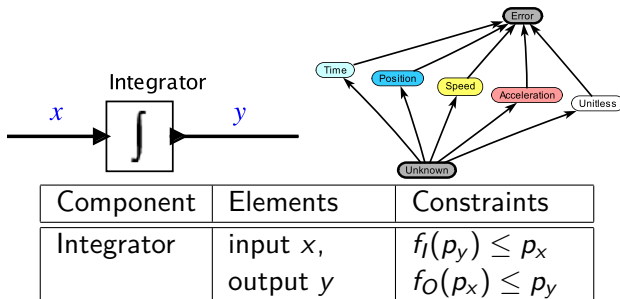 Error
Time
Position
Speed
Acceleration
Unitless
Unknown
Integrator
x
∫
y
Component Elements Constraints
Integrator input x, f_I(p_y) ≤ p_x
output y f_O(p_x) ≤ p_y